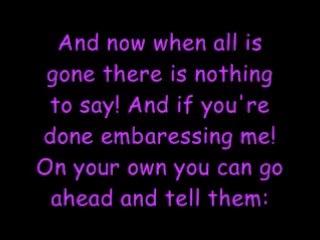 And now when all is
gone there is nothing
to say! And if you're
done embaressing me!
On your own you can go
ahead and tell them: